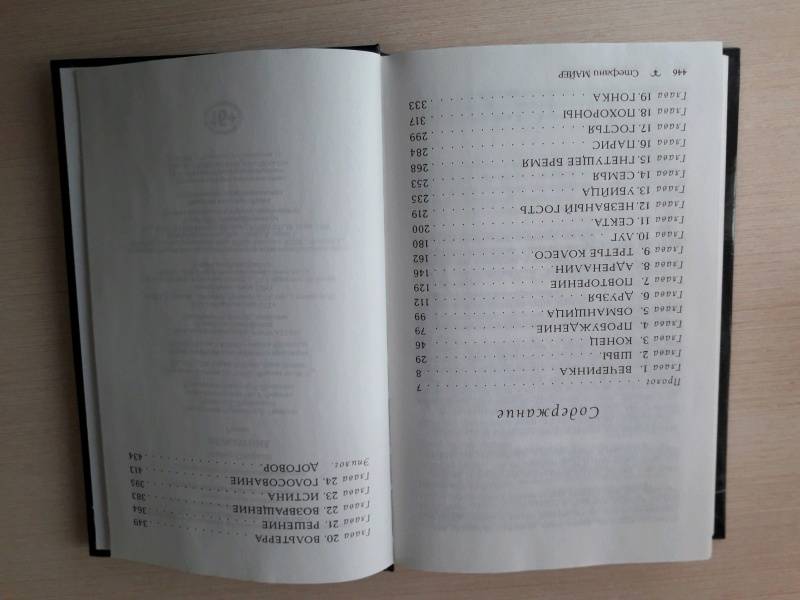 Содержание
Пролог 7
Глава 1. ВЕЧЕРИНКА 8
Глава 2. ШВЫ. 29
Глава 3. КОНЕЦ 46
Глава 4. ПРОБУЖДЕНИЕ 79
Глава 5. ОБМАНЩИЦА 99
Глава 6. ДРУЗЬЯ 112
Глава 7. ПОВТОРЕНИЕ 129
Глава 8. АДРЕНАЛИН. 146
Глава 9. ТРЕТЬЕ КОЛЕСО. 162
Глава 10. ЛУГ 180
Глава 11. СЕКТА. 200
Глава 12. НЕЗВАНЫЙ ГОСТЬ 219
Глава 13. УБИЙЦА 235
Глава 14. СЕМЬЯ 253
Глава 15. ГНЕТУЩЕЕ БРЕМЯ 268
Глава 16. ПАРИС 284
Глава 17. ГОСТЬЯ 299
Глава 18. ПОХОРОНЫ 317
Глава 19. ГОНКА 333
446 Стефани МАЙЕР
Глава 20. ВОЛЬТЕРРА 349
Глава 21. РЕШЕНИЕ 364
Глава 22. ВОЗВРАЩЕНИЕ 383
Глава 23. ИСТИНА 395
Глава 24. ГОЛОСОВАНИЕ 413
Эпилог. ДОГОВОР. 434